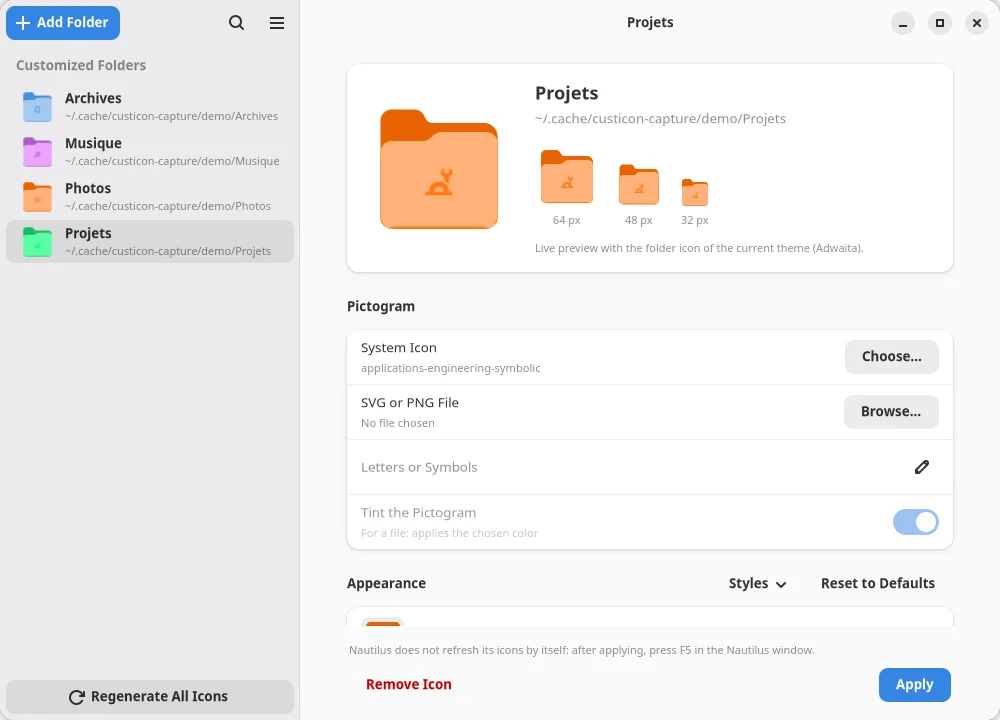 Add Folder
Customized Folders
Archives
~/.cache/custicon-capture/demo/Archives
Musique
~/.cache/custicon-capture/demo/Musique
Photos
~/.cache/custicon-capture/demo/Photos
Projets
~/.cache/custicon-capture/demo/Projets
Regenerate All Icons
Projets
Projets
~/.cache/custicon-capture/demo/Projets
64 px
48 px
32 px
Live preview with the folder icon of the current theme (Adwaita).
Pictogram
System Icon
applications-engineering-symbolic
Choose...
SVG or PNG File
No file chosen
Browse...
Letters or Symbols
Tint the Pictogram
For a file: applies the chosen color
Appearance
Styles
Reset to Defaults
Nautilus does not refresh its icons by itself: after applying, press F5 in the Nautilus window.
Remove Icon
Apply